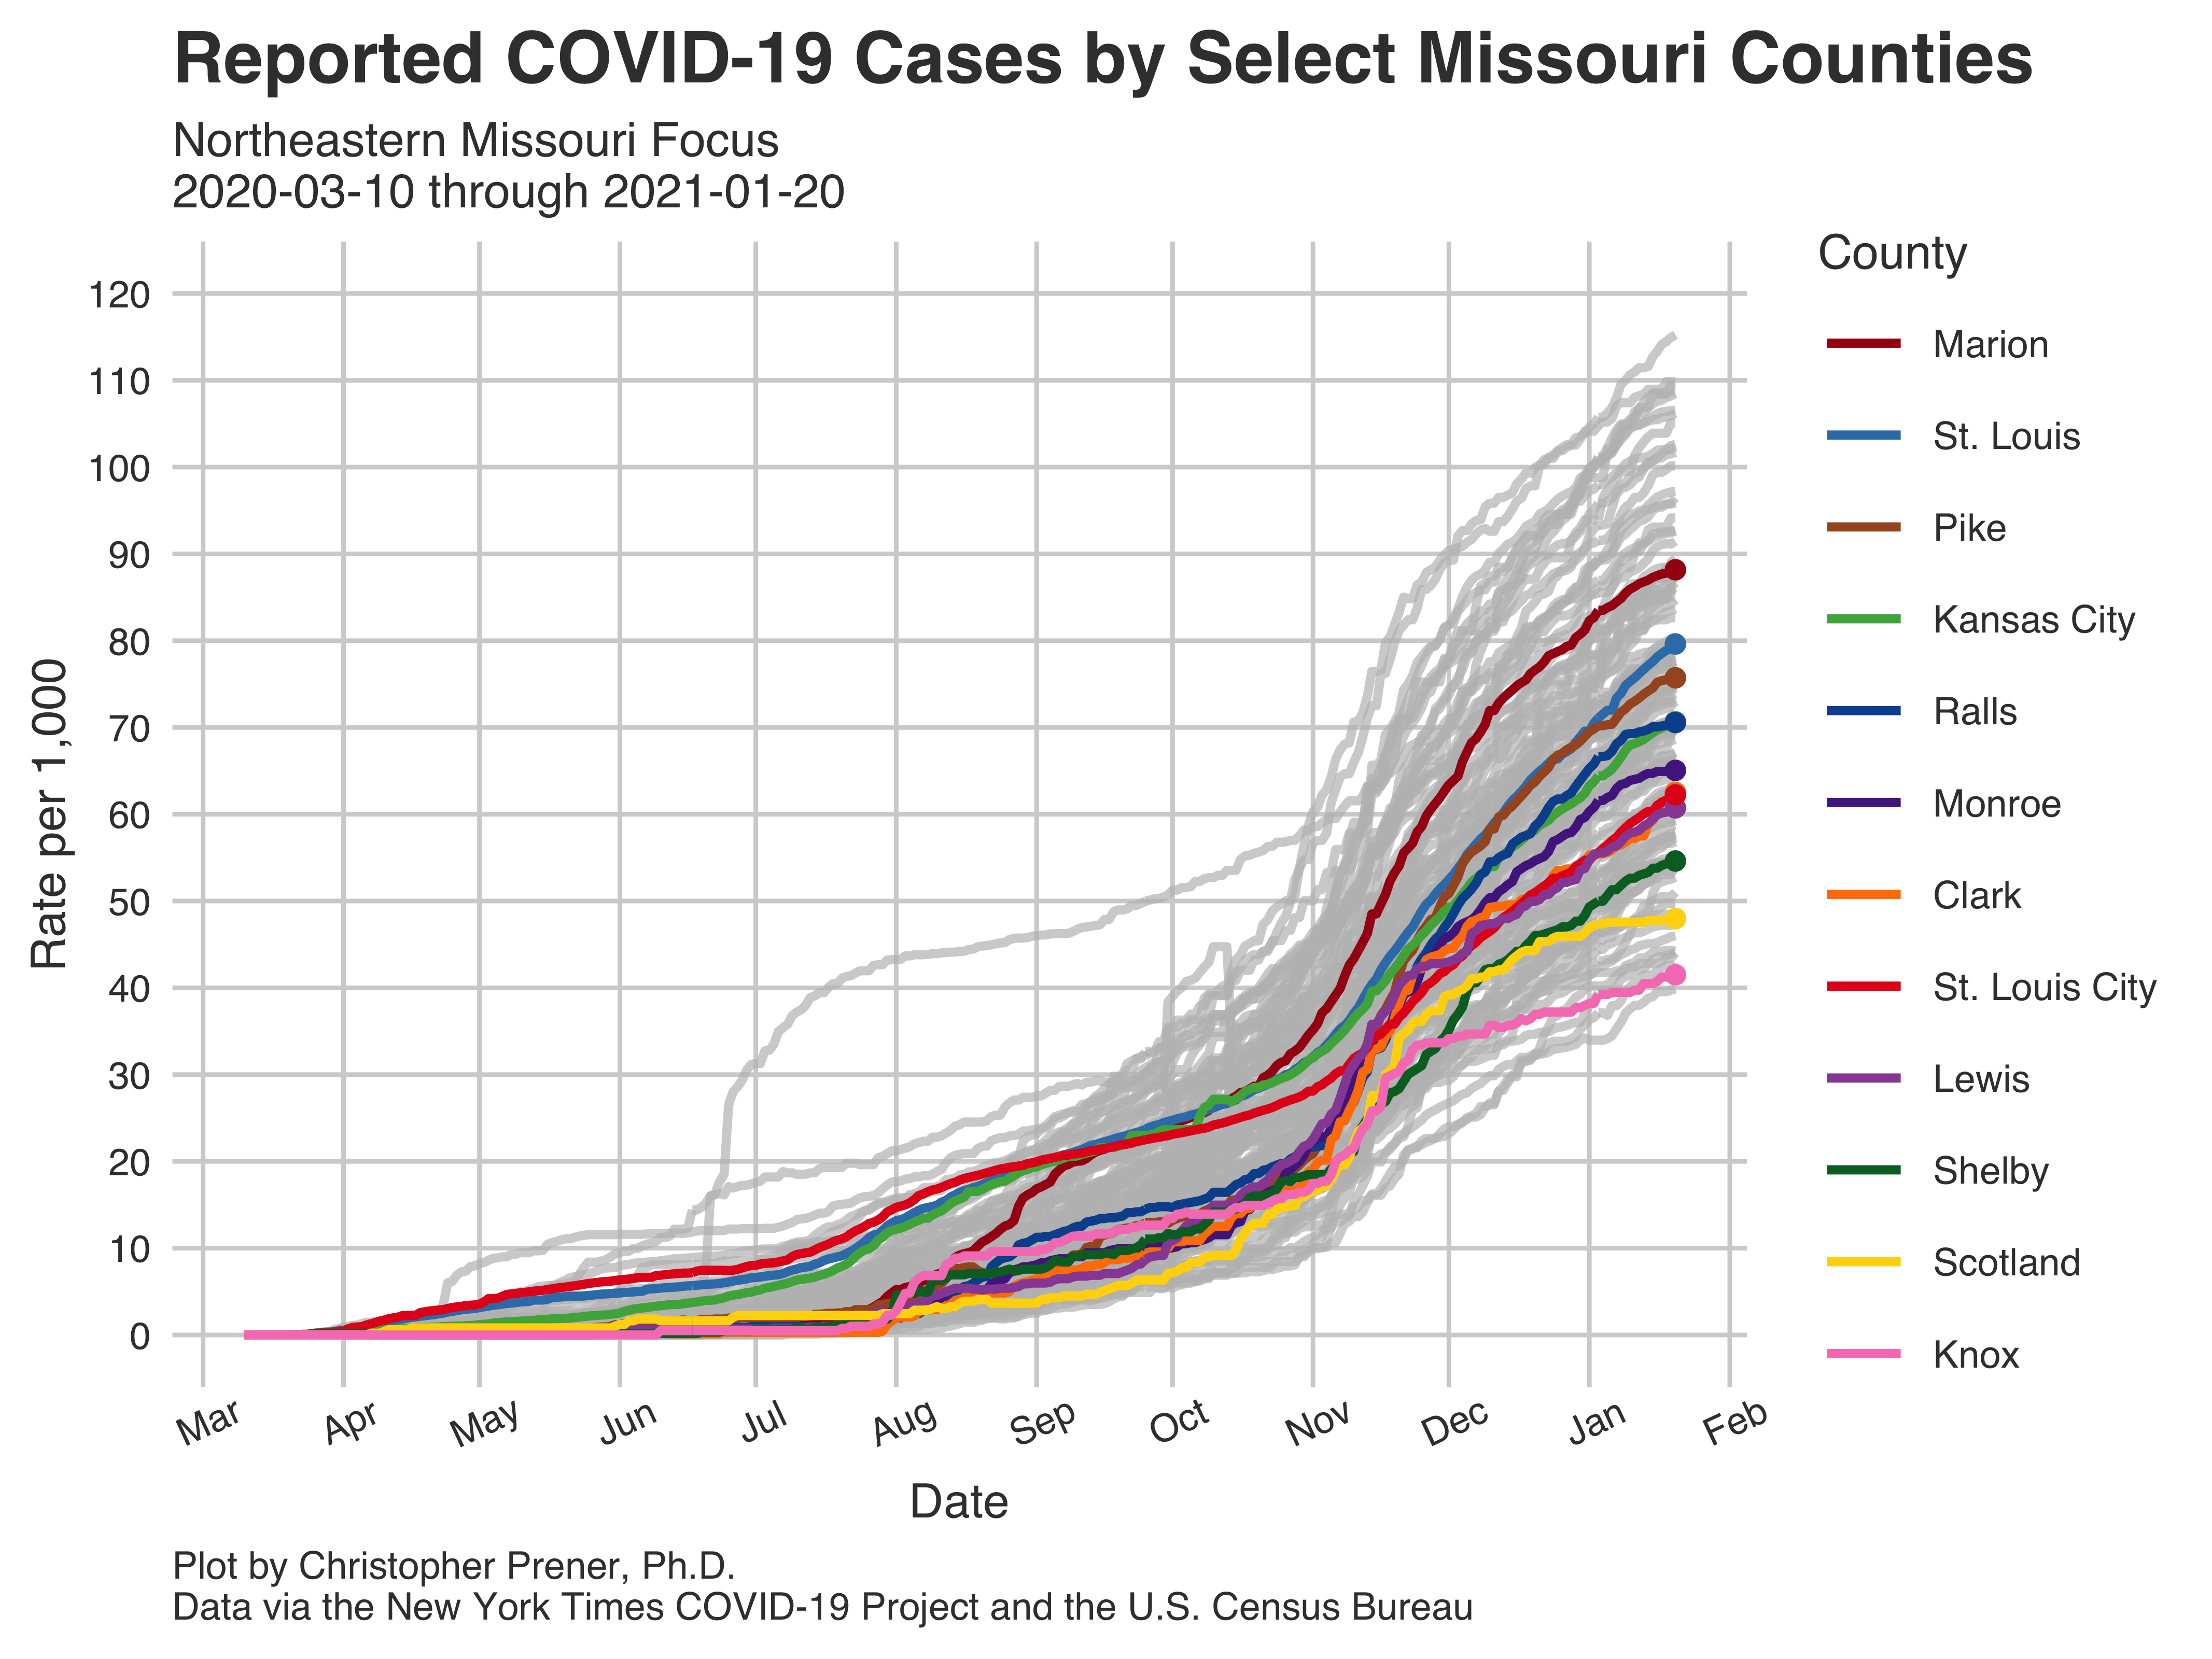 Reported COVID-19 Cases by Select Missouri Counties
Northeastern Missouri Focus
2020-03-10 through 2021-01-20
County
Marion
St. Louis
Pike
Kansas City
Ralls
Monroe
Clark
St. Louis City
Lewis
Shelby
Scotland
Knox
Rate per 1,000
120
110
100
90
80
70
60
50
40
30
20
10
0
Mar Apr May Jun Jul Aug Sep Oct Nov Dec Jan Feb
Date
Plot by Christopher Prener, Ph.D.
Data via the New York Times COVID-19 Project and the U.S. Census Bureau